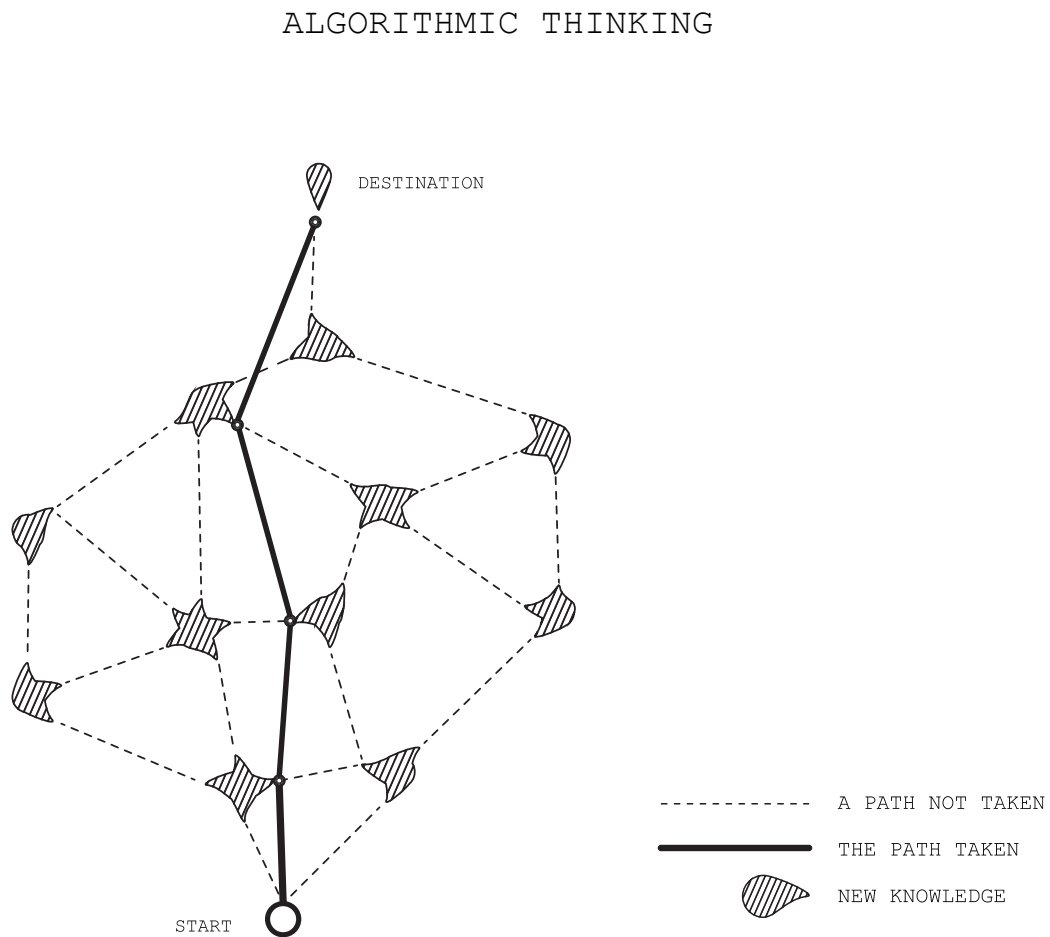 ALGORITHMIC THINKING
DESTINATION
A PATH NOT TAKEN
THE PATH TAKEN
NEW KNOWLEDGE
START